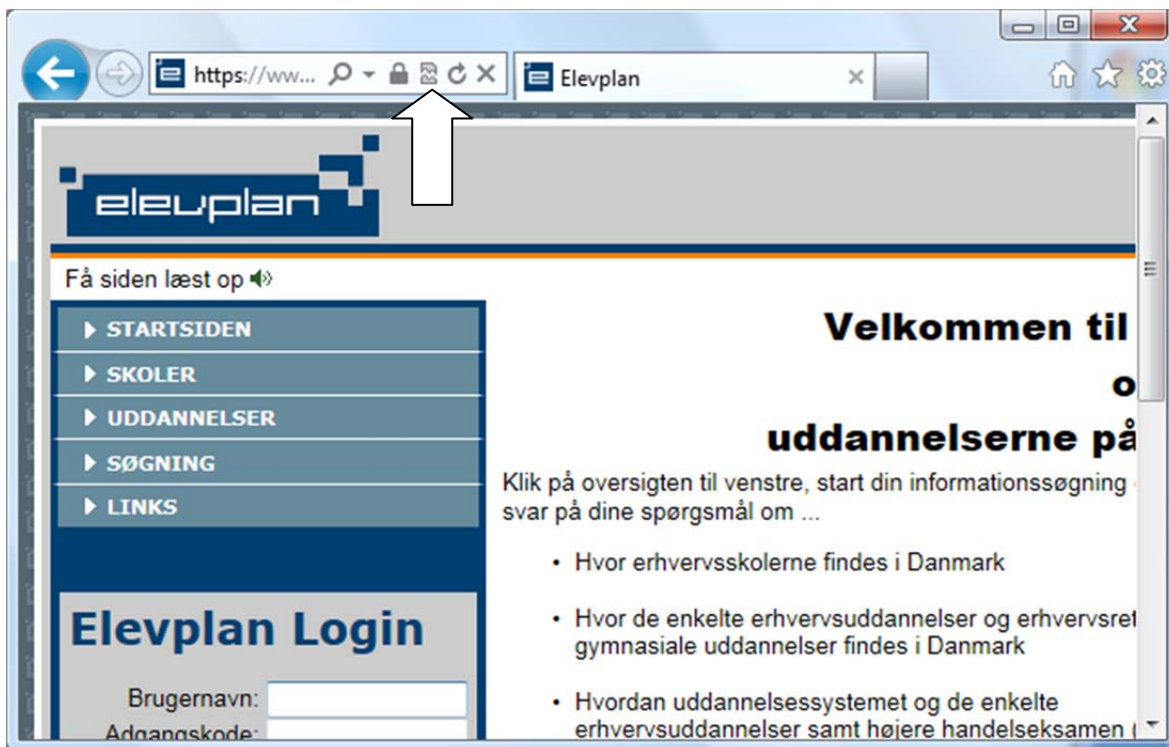 https://ww...
Elevplan
elevplan
Få siden læst op
STARTSIDEN
SKOLER
UDDANNELSER
SØGNING
LINKS
Elevplan Login
Brugernavn:
Adgangskode:
Velkommen til
o
uddannelserne på
Klik på oversigten til venstre, start din informationssøgning
svar på dine spørgsmål om ...
• Hvor erhvervsskolerne findes i Danmark
• Hvor de enkelte erhvervsuddannelser og erhvervsret
gymnasiale uddannelser findes i Danmark
• Hvordan uddannelsessystemet og de enkelte
erhvervsuddannelser samt højere handelseksamen (